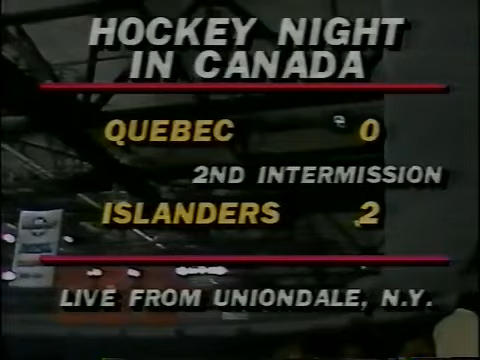 HOCKEY NIGHT
IN CANADA
QUEBEC 0
2ND INTERMISSION
ISLANDERS 2
LIVE FROM UNIONDALE, N.Y.